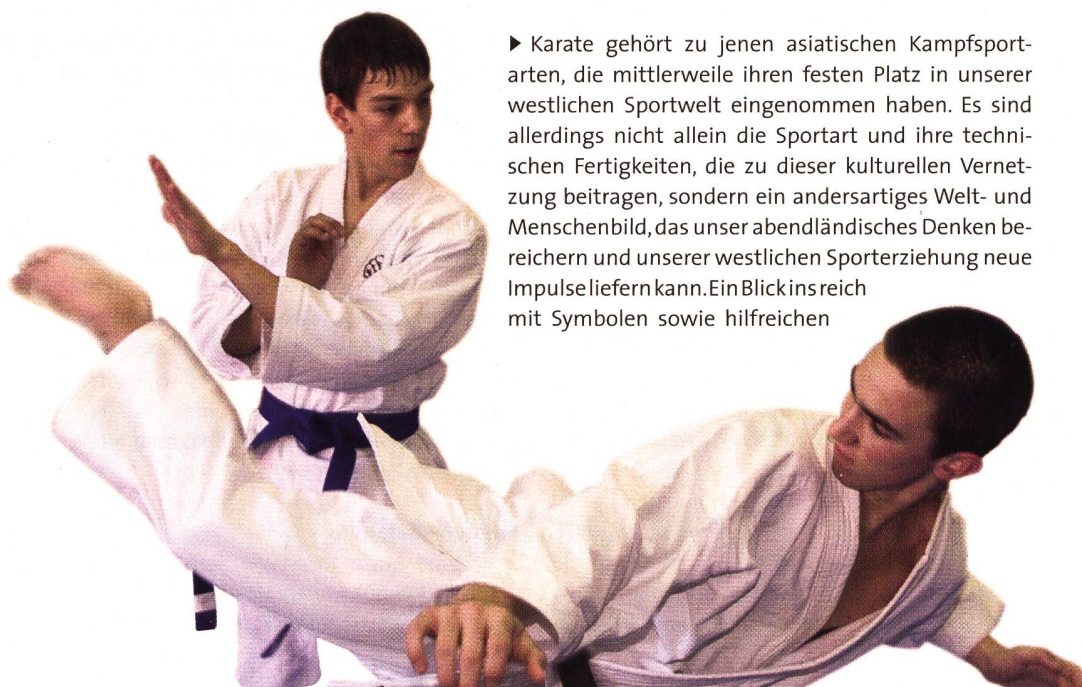 ▶ Karate gehört zu jenen asiatischen Kampfsport-
arten, die mittlerweile ihren festen Platz in unserer
westlichen Sportwelt eingenommen haben. Es sind
allerdings nicht allein die Sportart und ihre techni-
schen Fertigkeiten, die zu dieser kulturellen Vernet-
zung beitragen, sondern ein andersartiges Welt- und
Menschenbild, das unser abendländisches Denken be-
reichern und unserer westlichen Sporterziehung neue
Impulse liefern kann. Ein Blick ins reich
mit Symbolen sowie hilfreichen